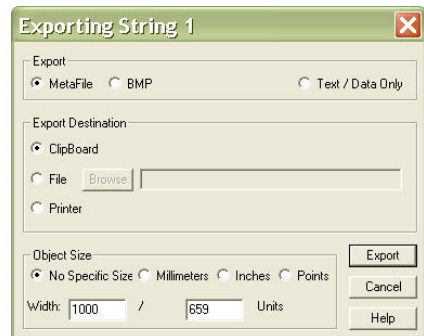 Exporting String 1
Export
MetaFile BMP Text / Data Only
Export Destination
ClipBoard
File Browse
Printer
Object Size
No Specific Size Millimeters Inches Points
Width: 1000 / 659 Units
Export
Cancel
Help